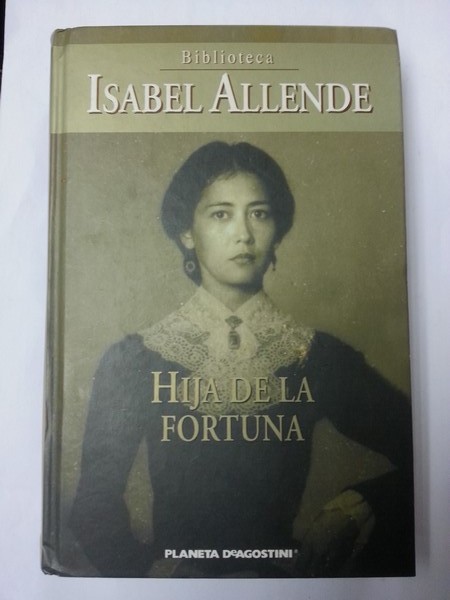 Biblioteca
ISABEL ALLENDE
HIJA DE LA
FORTUNA
PLANETA DeAGOSTINI